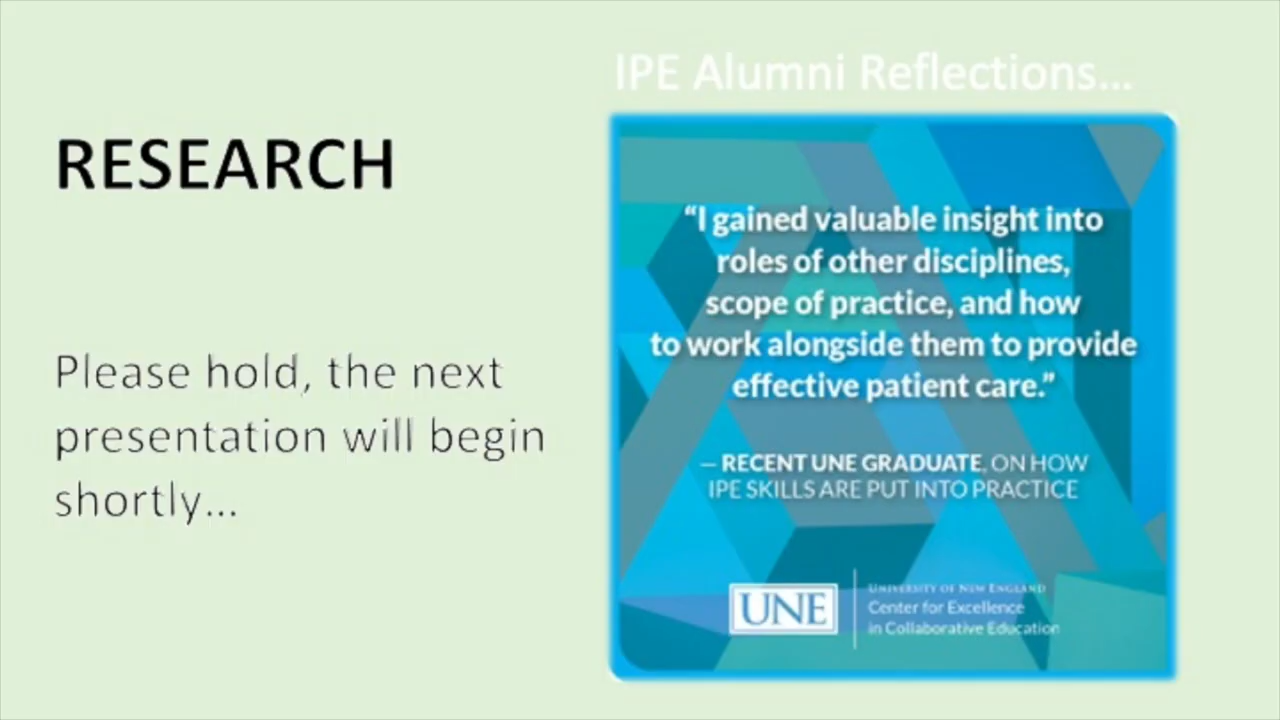 RESEARCH
Please hold, the next
presentation will begin
shortly...
IPE Alumni Reflections...
“I gained valuable insight into
roles of other disciplines,
scope of practice, and how
to work alongside them to provide
effective patient care.”
– RECENT UNE GRADUATE, ON HOW
IPE SKILLS ARE PUT INTO PRACTICE
UNE
UNIVERSITY OF NEW ENGLAND
Center for Excellence
in Collaborative Education